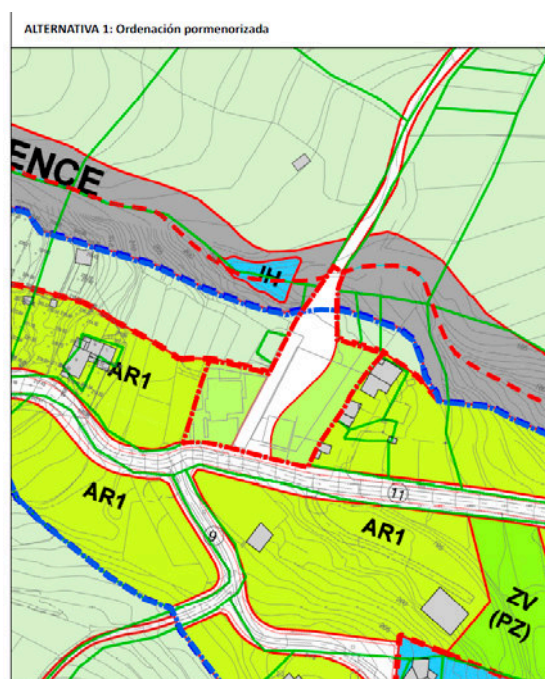 ALTERNATIVA 1: Ordenación pormenorizada
ENCE
IH
AR1
AR1
11
AR1
9
ZV
(PZ)